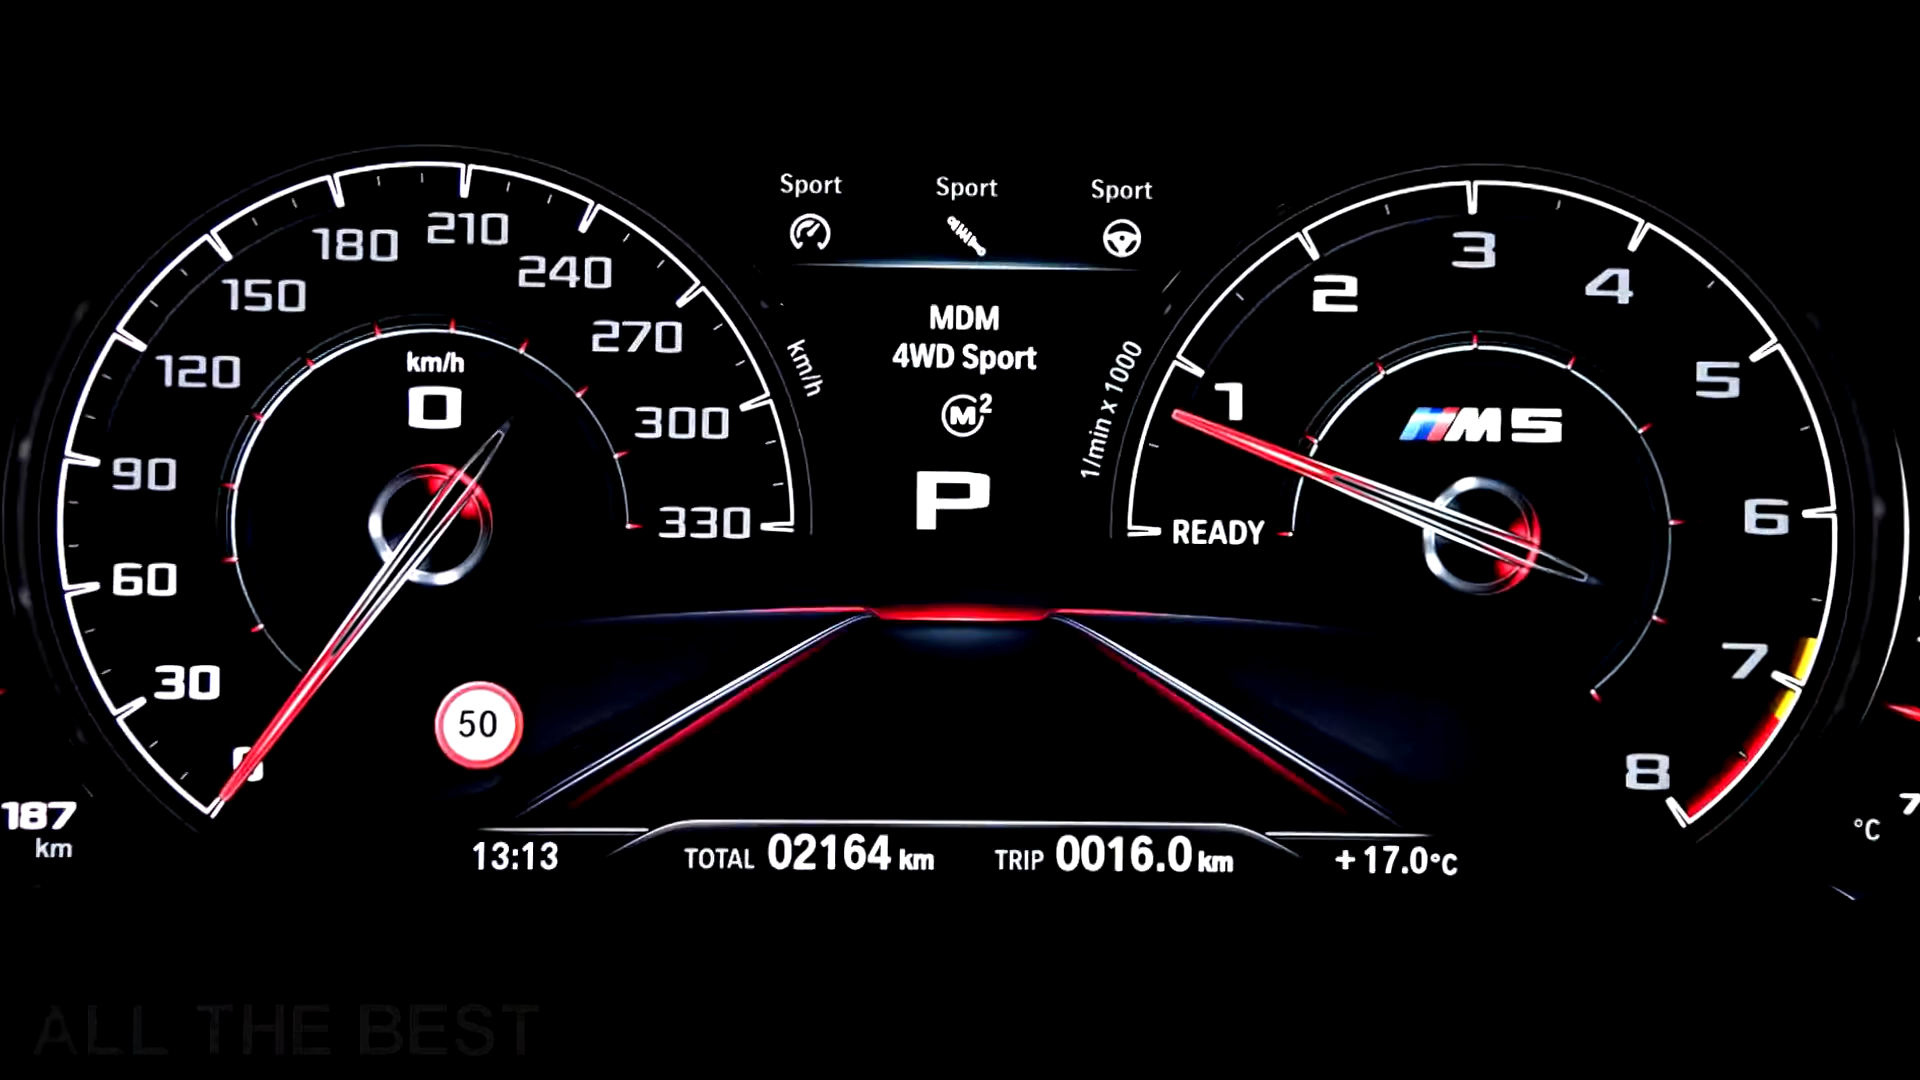 Sport Sport Sport
MDM
4WD Sport
M2
P
km/h
0
0
30
60
90
120
150
180
210
240
270
300
330
km/h
50
1/min x 1000
READY
1
2
3
4
5
6
7
8
M5
187
km
°C
13:13 TOTAL 02164 km TRIP 0016.0 km +17.0°C
ALL THE BEST